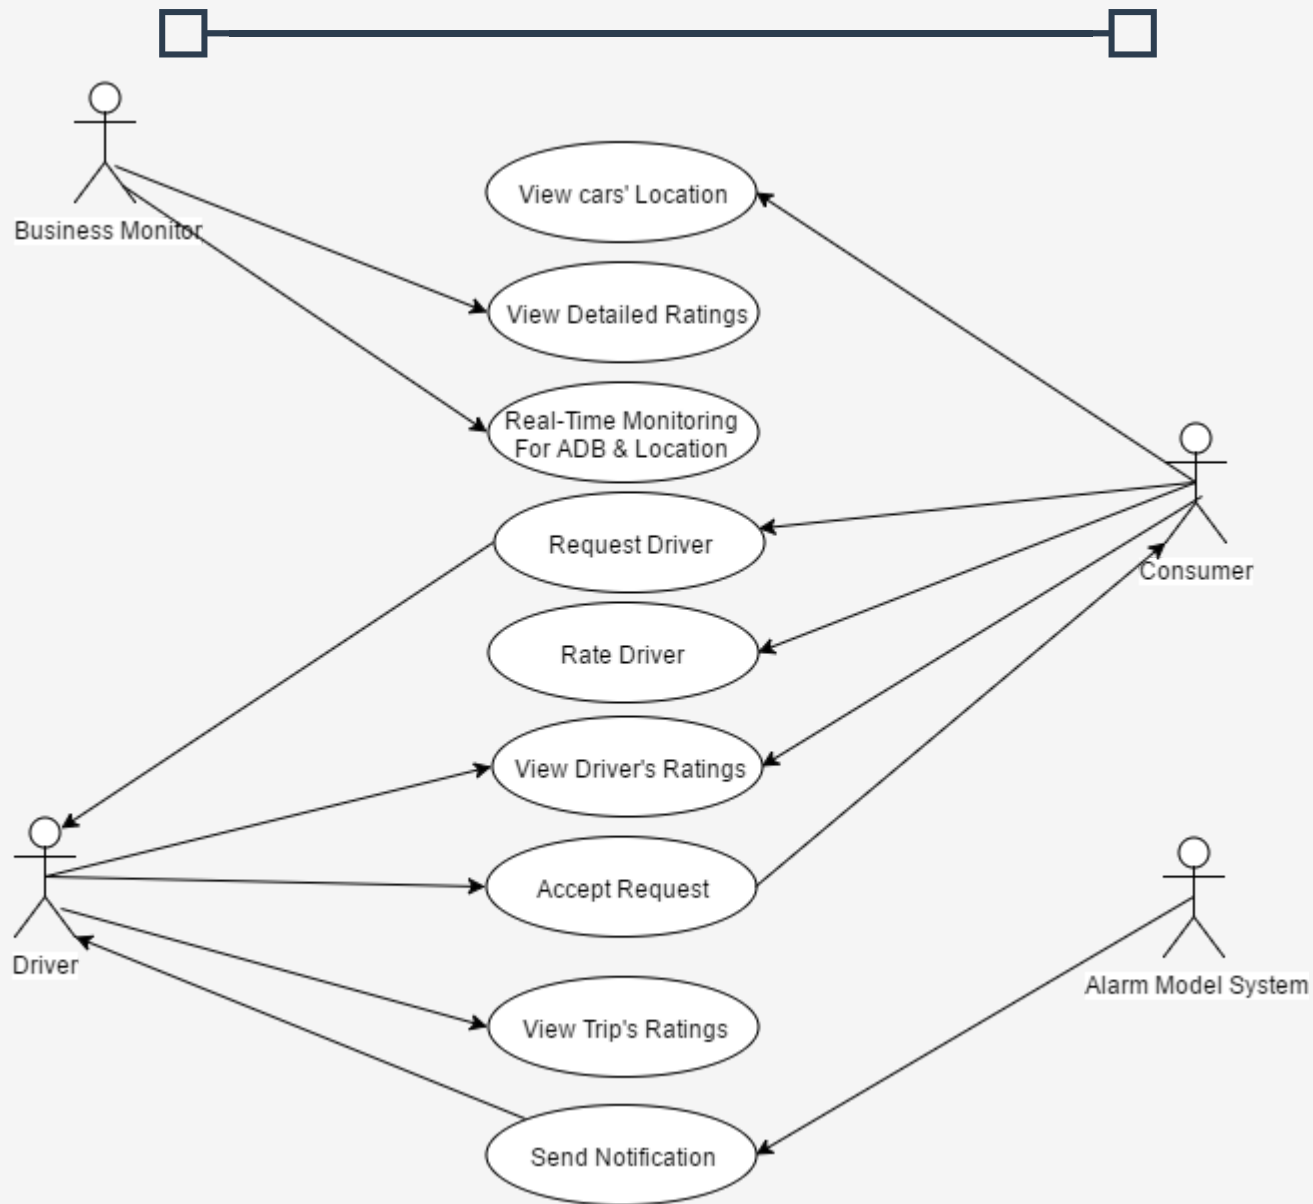 Business Monitor
View cars' Location
View Detailed Ratings
Real-Time Monitoring
For ADB & Location
Request Driver
Consumer
Rate Driver
View Driver's Ratings
Accept Request
Driver
Alarm Model System
View Trip's Ratings
Send Notification